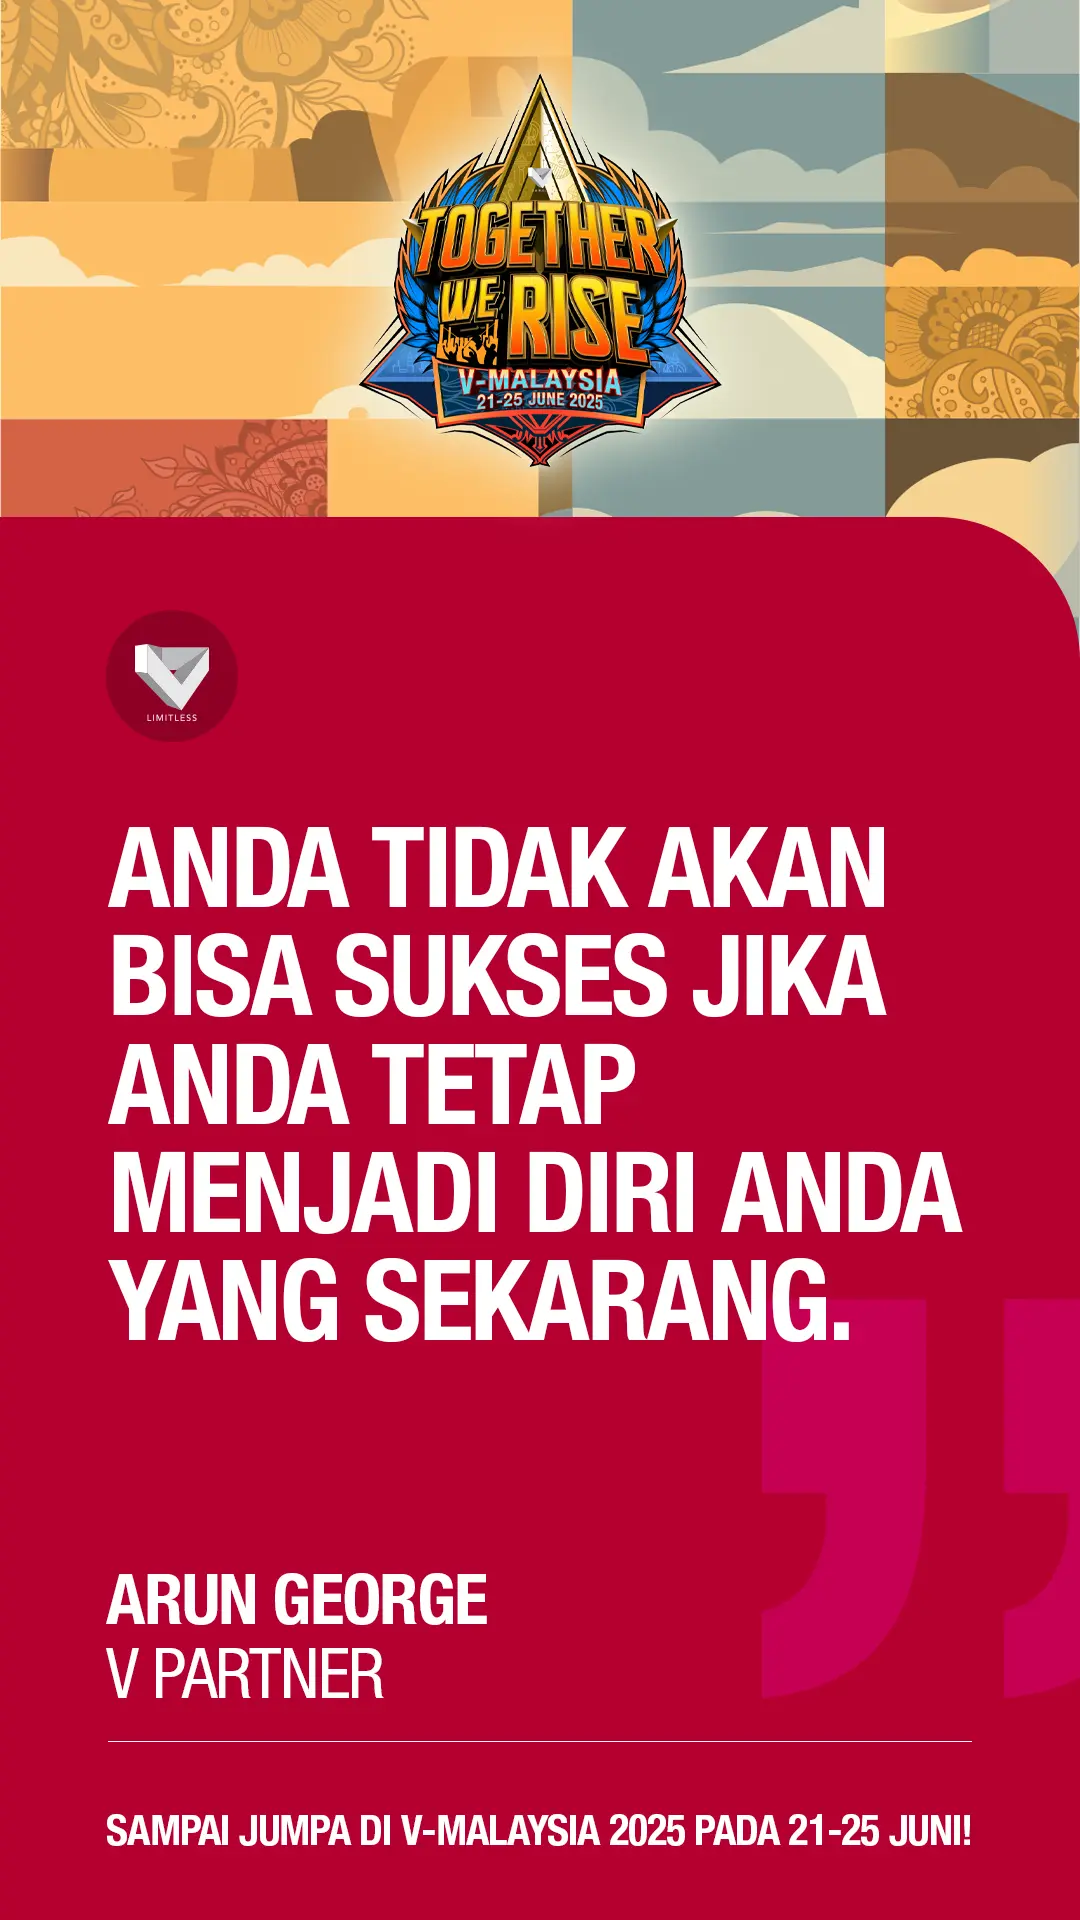 TOGETHER
WE RISE
V-MALAYSIA
21-25 JUNE 2025
LIMITLESS
ANDA TIDAK AKAN
BISA SUKSES JIKA
ANDA TETAP
MENJADI DIRI ANDA
YANG SEKARANG.
ARUN GEORGE
V PARTNER
SAMPAI JUMPA DI V-MALAYSIA 2025 PADA 21-25 JUNI!